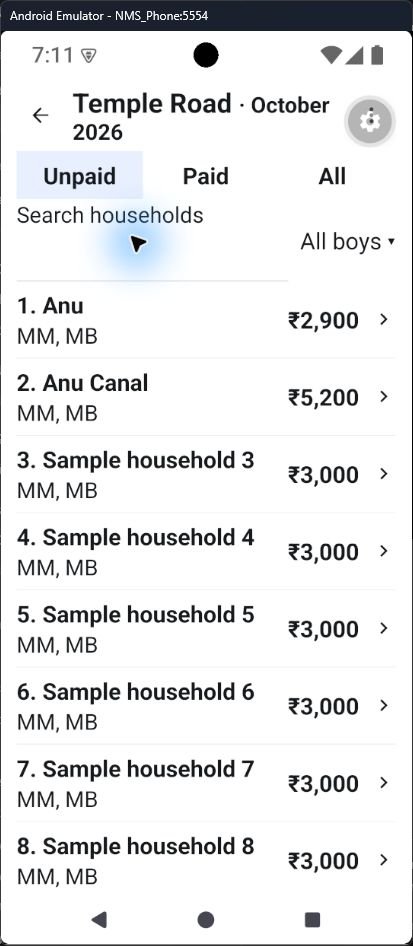 Android Emulator - NMS_Phone:5554
7:11
Temple Road · October
2026
Unpaid Paid All
Search households
All boys ▾
1. Anu
MM, MB
₹2,900
2. Anu Canal
MM, MB
₹5,200
3. Sample household 3
MM, MB
₹3,000
4. Sample household 4
MM, MB
₹3,000
5. Sample household 5
MM, MB
₹3,000
6. Sample household 6
MM, MB
₹3,000
7. Sample household 7
MM, MB
₹3,000
8. Sample household 8
MM, MB
₹3,000